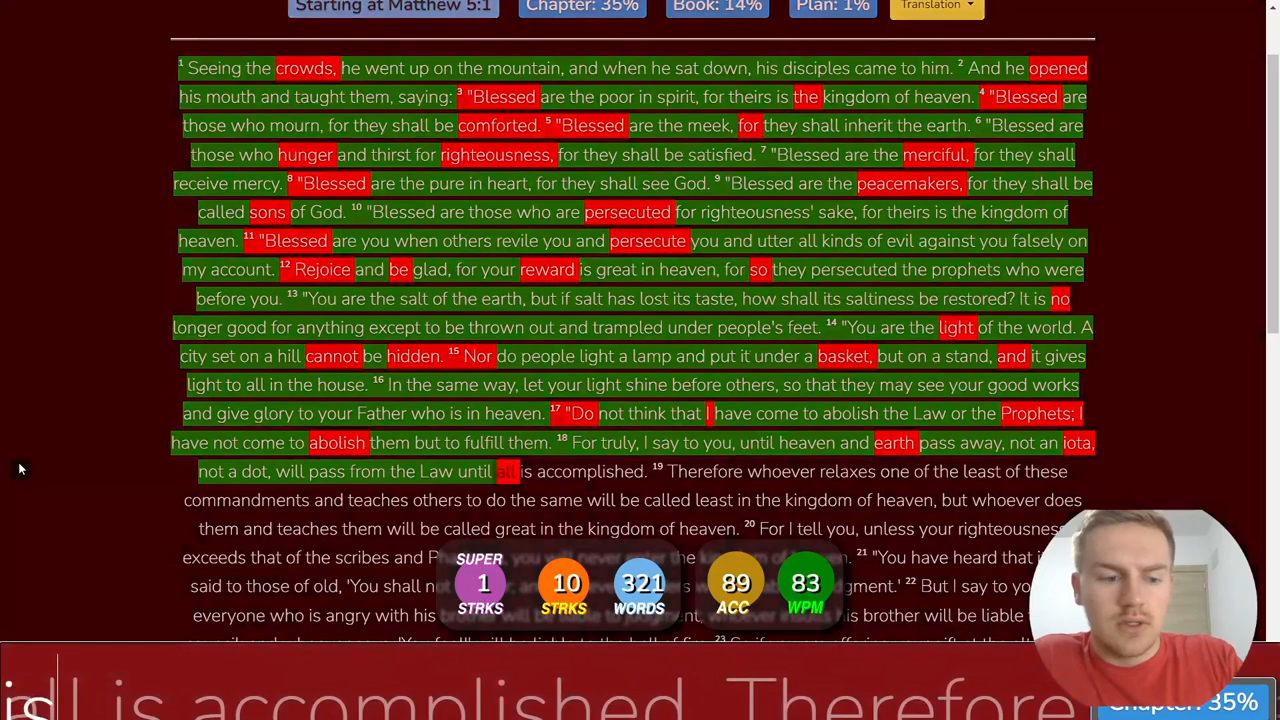 Starting at Matthew 5:1 Chapter: 35% Book: 14% Plan: 1% Translation
1 Seeing the crowds, he went up on the mountain, and when he sat down, his disciples came to him. 2 And he opened
his mouth and taught them, saying: 3 "Blessed are the poor in spirit, for theirs is the kingdom of heaven. 4 "Blessed are
those who mourn, for they shall be comforted. 5 "Blessed are the meek, for they shall inherit the earth. 6 "Blessed are
those who hunger and thirst for righteousness, for they shall be satisfied. 7 "Blessed are the merciful, for they shall
receive mercy. 8 "Blessed are the pure in heart, for they shall see God. 9 "Blessed are the peacemakers, for they shall be
called sons of God. 10 "Blessed are those who are persecuted for righteousness' sake, for theirs is the kingdom of
heaven. 11 "Blessed are you when others revile you and persecute you and utter all kinds of evil against you falsely on
my account. 12 Rejoice and be glad, for your reward is great in heaven, for so they persecuted the prophets who were
before you. 13 "You are the salt of the earth, but if salt has lost its taste, how shall its saltiness be restored? It is no
longer good for anything except to be thrown out and trampled under people's feet. 14 "You are the light of the world. A
city set on a hill cannot be hidden. 15 Nor do people light a lamp and put it under a basket, but on a stand, and it gives
light to all in the house. 16 In the same way, let your light shine before others, so that they may see your good works
and give glory to your Father who is in heaven. 17 "Do not think that I have come to abolish the Law or the Prophets; I
have not come to abolish them but to fulfill them. 18 For truly, I say to you, until heaven and earth pass away, not an iota,
not a dot, will pass from the Law until all is accomplished. 19 Therefore whoever relaxes one of the least of these
commandments and teaches others to do the same will be called least in the kingdom of heaven, but whoever does
them and teaches them will be called great in the kingdom of heaven. 20 For I tell you, unless your righteousness
exceeds that of the scribes and you will never enter the kingdom of heaven. 21 "You have heard that
said to those of old, 'You shall not 22 But I say to
everyone who is angry with his brother will be liable
SUPER 1 STRKS 10 STRKS 321 WORDS 89 ACC 83 WPM
is
all is accomplished. Therefore
Chapter: 35%